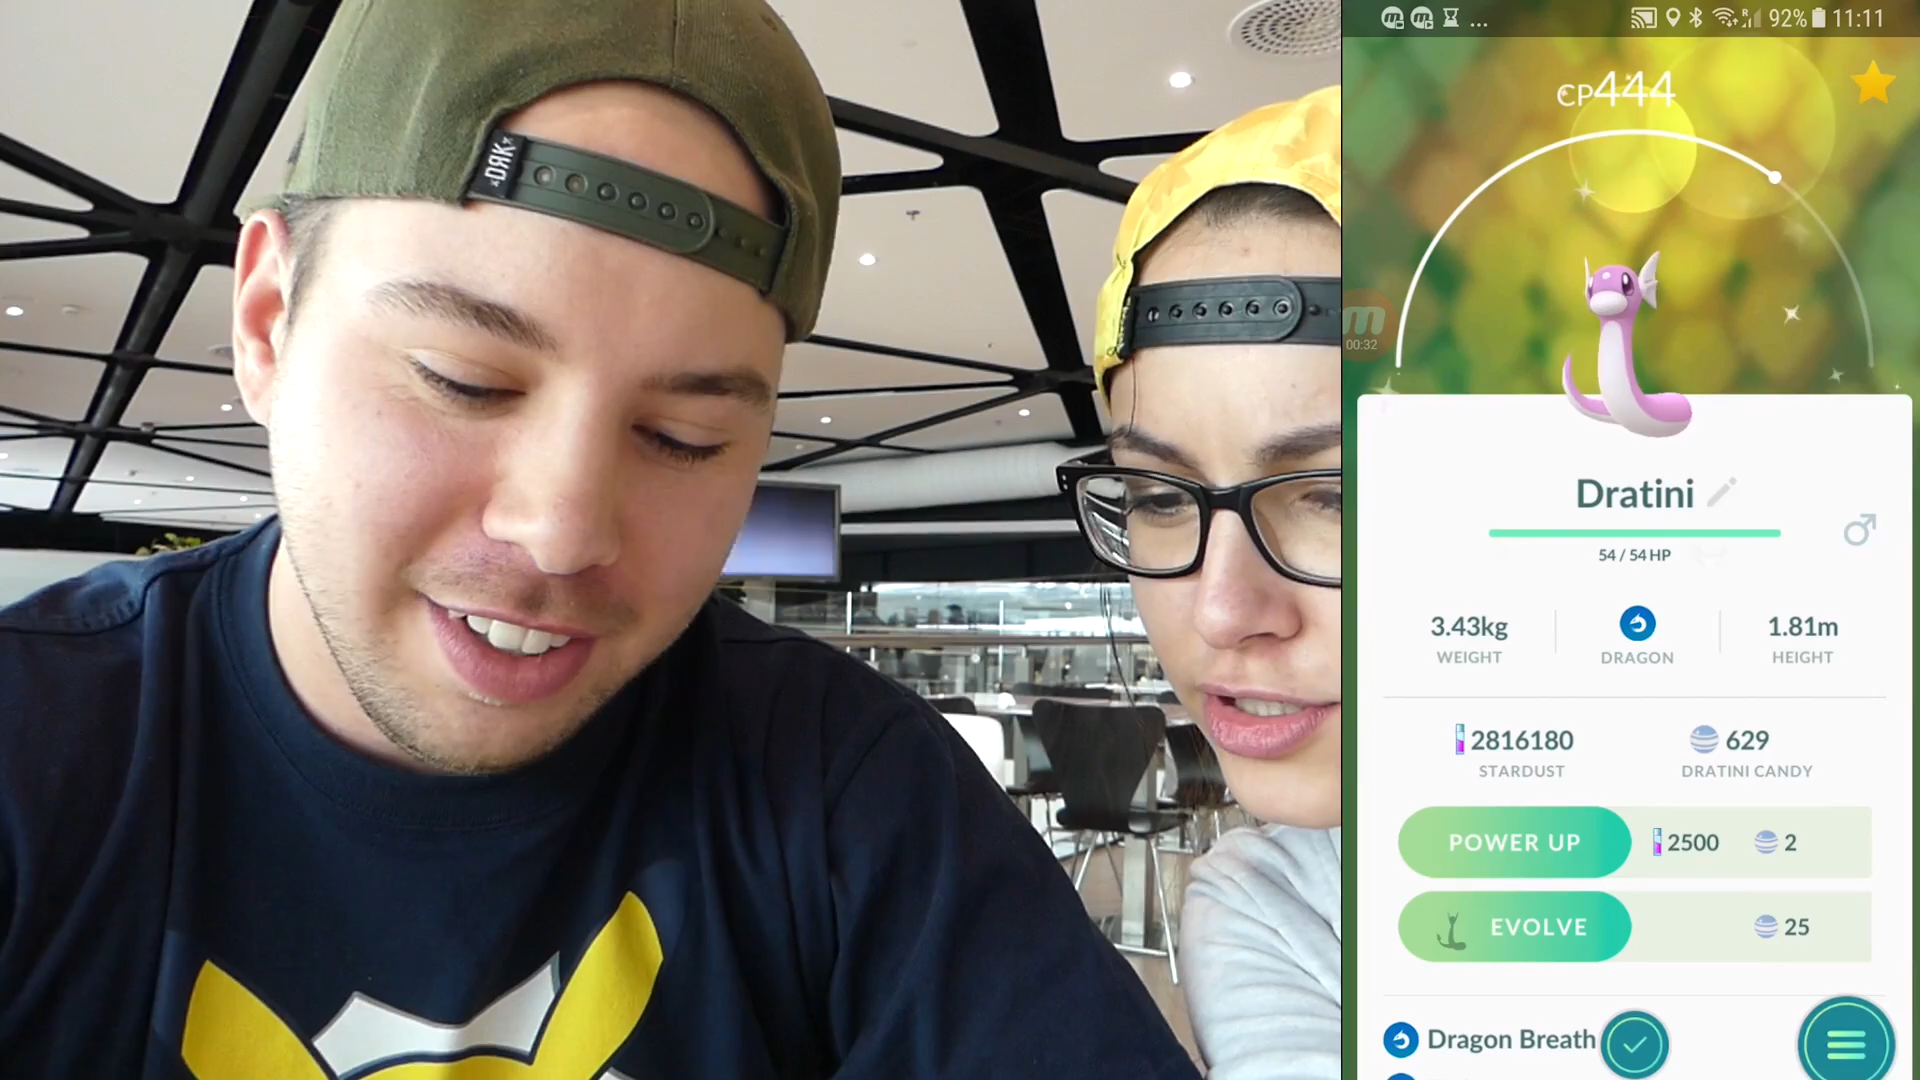 ×DRK×
92% 11:11
CP444
m
00:32
Dratini
54 / 54 HP
3.43kg
WEIGHT
DRAGON
1.81m
HEIGHT
2816180
STARDUST
629
DRATINI CANDY
POWER UP
2500
2
EVOLVE
25
Dragon Breath